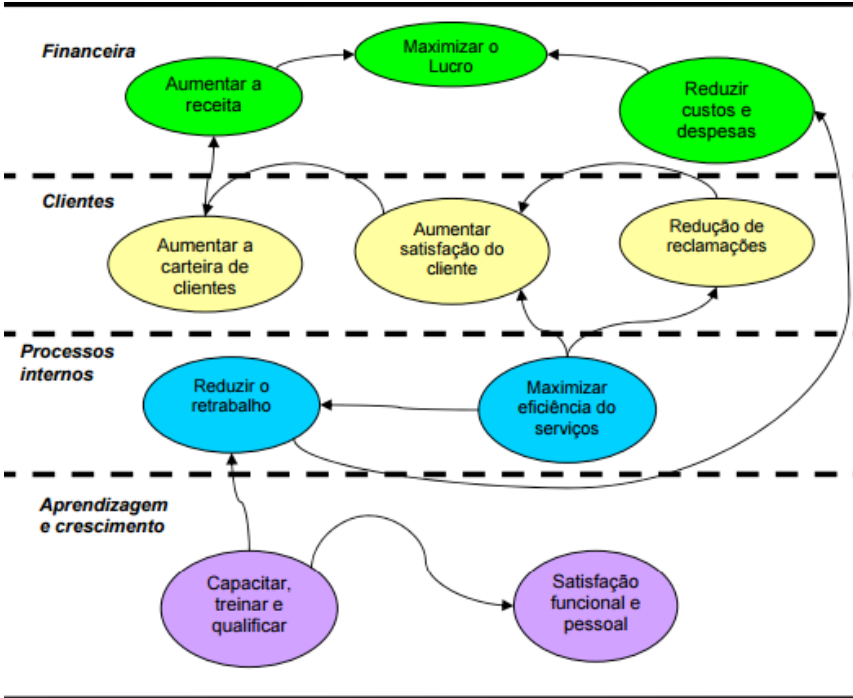 Financeira
Maximizar o
Lucro
Aumentar a
receita
Reduzir
custos e
despesas
Clientes
Aumentar a
carteira de
clientes
Aumentar
satisfação do
cliente
Redução de
reclamações
Processos
internos
Reduzir o
retrabalho
Maximizar
eficiência do
serviços
Aprendizagem
e crescimento
Capacitar,
treinar e
qualificar
Satisfação
funcional e
pessoal